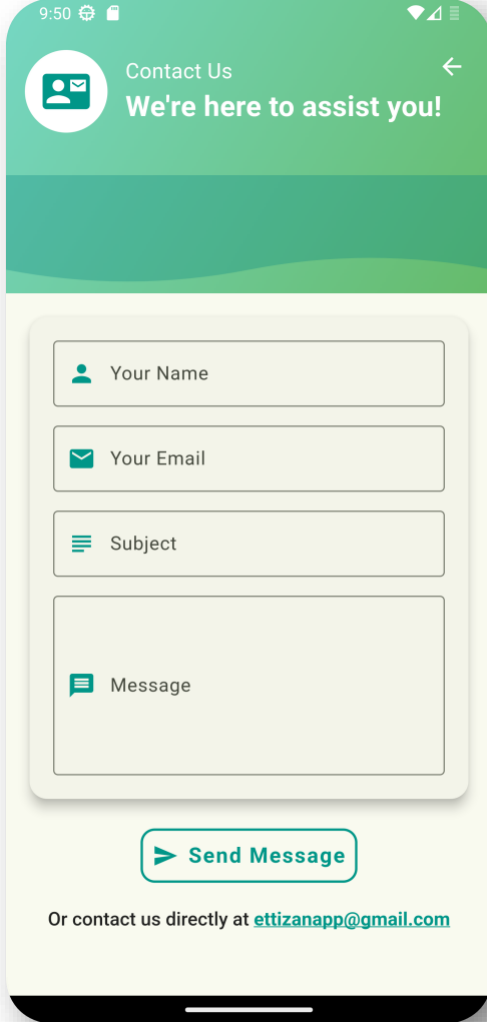 9:50
Contact Us
We're here to assist you!
Your Name
Your Email
Subject
Message
Send Message
Or contact us directly at ettizanapp@gmail.com